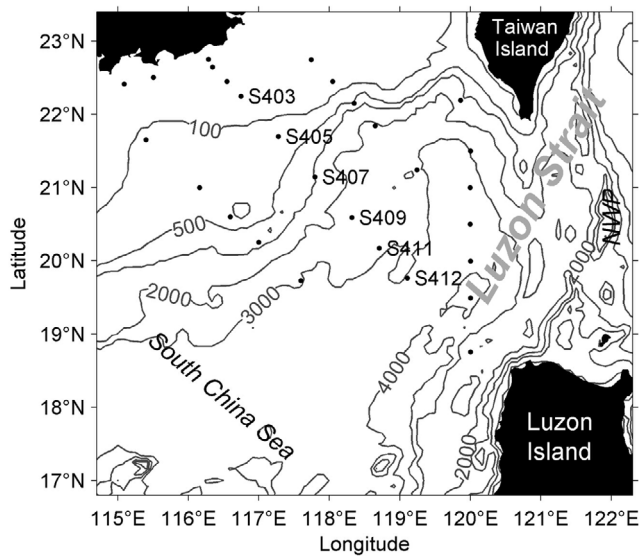 23°N
22°N
21°N
20°N
19°N
18°N
17°N
Latitude
115°E 116°E 117°E 118°E 119°E 120°E 121°E 122°E
Longitude
Taiwan
Island
Luzon Strait
South China Sea
Luzon
Island
S403
S405
S407
S409
S411
S412
100
500
2000
3000
4000
2000